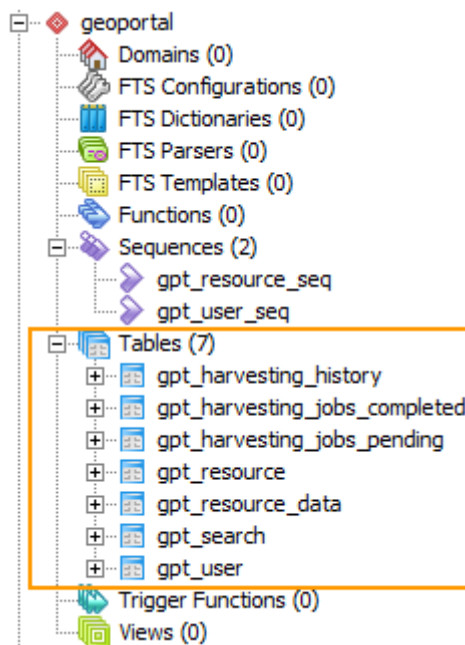 geoportal
Domains (0)
FTS Configurations (0)
FTS Dictionaries (0)
FTS Parsers (0)
FTS Templates (0)
Functions (0)
Sequences (2)
gpt_resource_seq
gpt_user_seq
Tables (7)
gpt_harvesting_history
gpt_harvesting_jobs_completed
gpt_harvesting_jobs_pending
gpt_resource
gpt_resource_data
gpt_search
gpt_user
Trigger Functions (0)
Views (0)